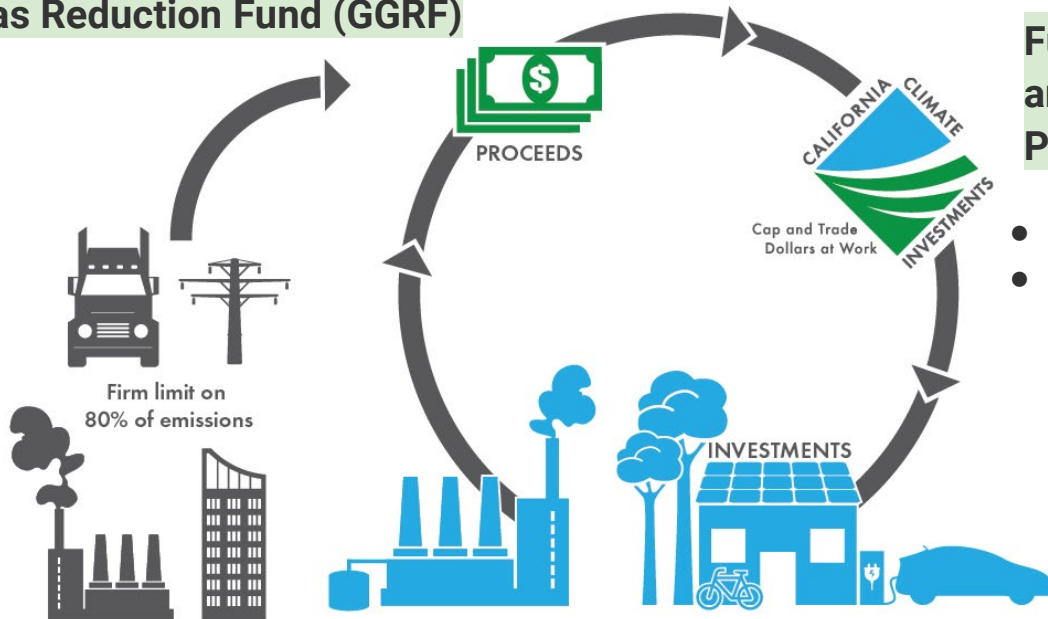 as Reduction Fund (GGRF)
PROCEEDS
CALIFORNIA
CLIMATE
INVESTMENTS
Cap and Trade
Dollars at Work
Firm limit on
80% of emissions
INVESTMENTS